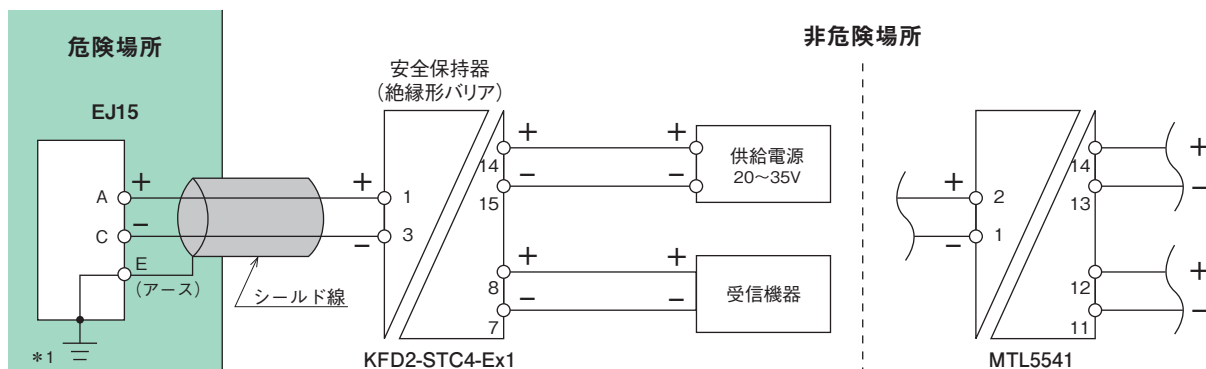 危険場所
非危険場所
安全保持器
（絶縁形バリア）
EJ15
A
+
C
−
E
（アース）
*1
シールド線
+
1
−
3
14
+
+
15
−
−
8
+
+
7
−
−
供給電源
20〜35V
受信機器
KFD2-STC4-Ex1
+
2
−
1
14
+
13
−
12
+
11
−
MTL5541